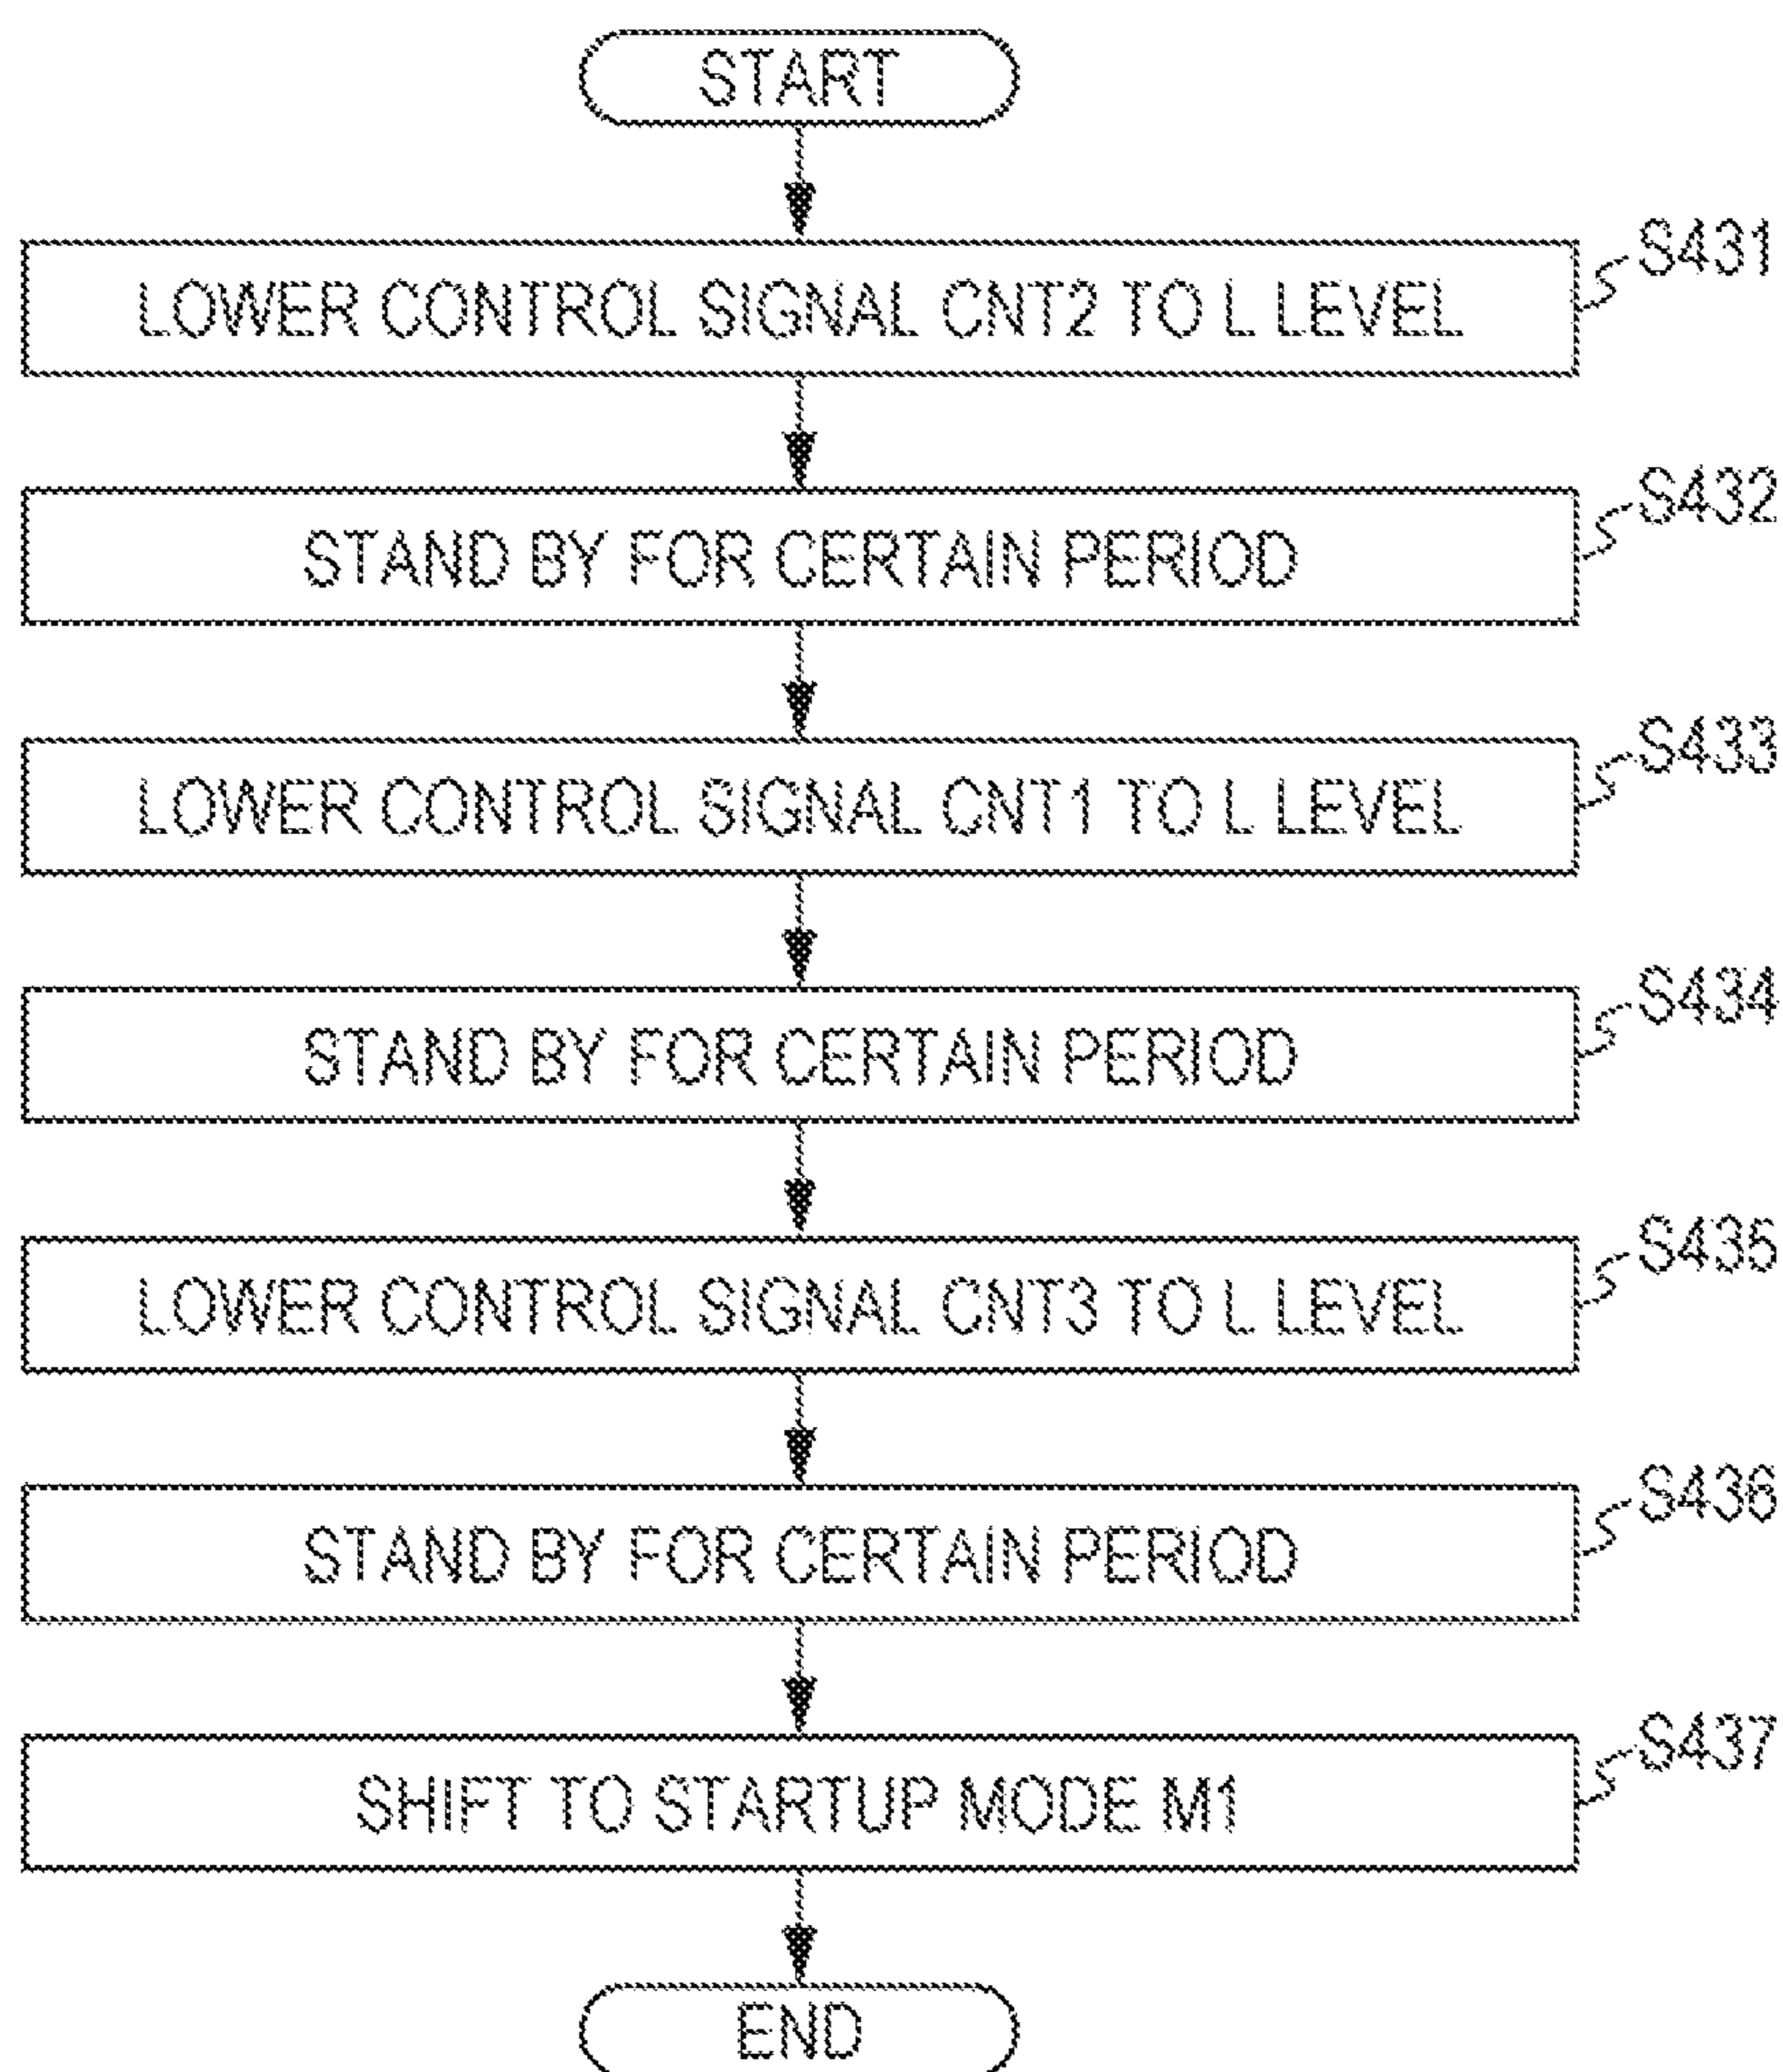 START
LOWER CONTROL SIGNAL CNT2 TO L LEVEL
S431
STAND BY FOR CERTAIN PERIOD
S432
LOWER CONTROL SIGNAL CNT1 TO L LEVEL
S433
STAND BY FOR CERTAIN PERIOD
S434
LOWER CONTROL SIGNAL CNT3 TO L LEVEL
S435
STAND BY FOR CERTAIN PERIOD
S436
SHIFT TO STARTUP MODE M1
S437
END